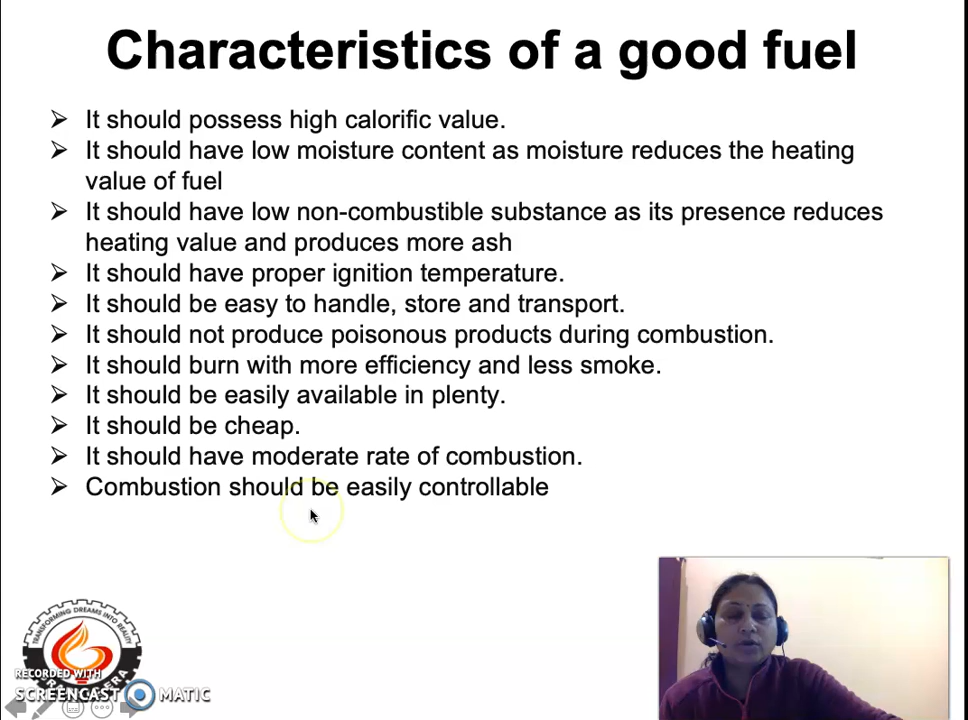 Characteristics of a good fuel
➢ It should possess high calorific value.
➢ It should have low moisture content as moisture reduces the heating
value of fuel
➢ It should have low non-combustible substance as its presence reduces
heating value and produces more ash
➢ It should have proper ignition temperature.
➢ It should be easy to handle, store and transport.
➢ It should not produce poisonous products during combustion.
➢ It should burn with more efficiency and less smoke.
➢ It should be easily available in plenty.
➢ It should be cheap.
➢ It should have moderate rate of combustion.
➢ Combustion should be easily controllable
TRANSFORMING DREAMS INTO REALITY
RECORDED WITH
SCREENCAST MATIC